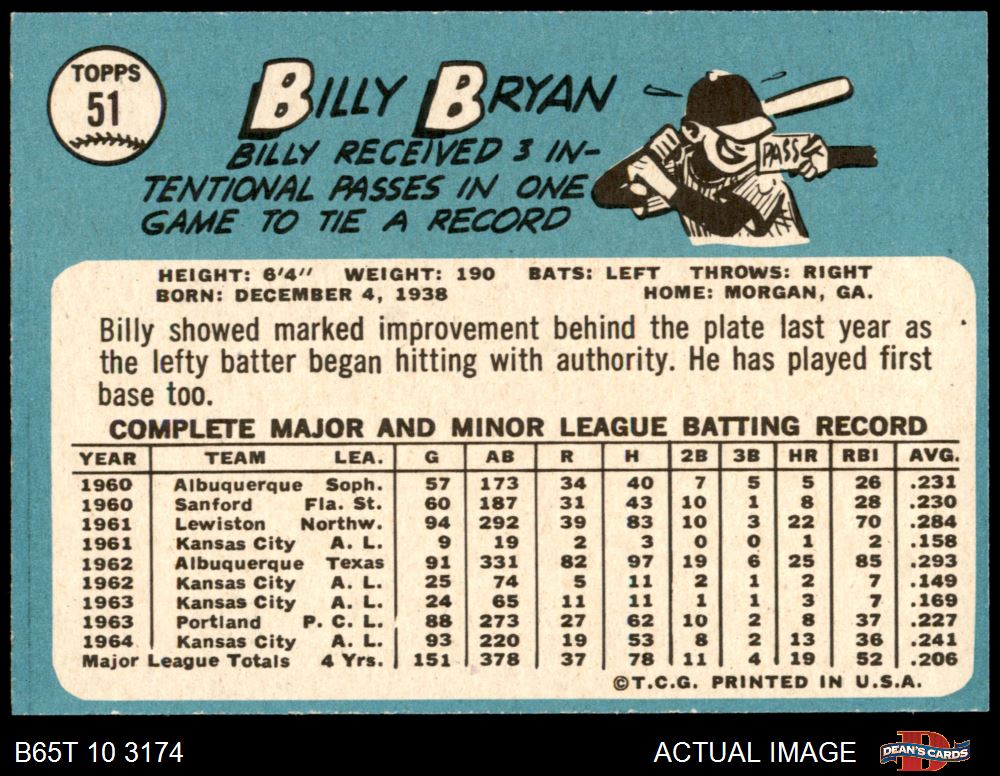 TOPPS
51
BILLY BRYAN
BILLY RECEIVED 3 IN-
TENTIONAL PASSES IN ONE
GAME TO TIE A RECORD
PASS
HEIGHT: 6'4" WEIGHT: 190 BATS: LEFT THROWS: RIGHT
BORN: DECEMBER 4, 1938 HOME: MORGAN, GA.
Billy showed marked improvement behind the plate last year as
the lefty batter began hitting with authority. He has played first
base too.
COMPLETE MAJOR AND MINOR LEAGUE BATTING RECORD
YEAR TEAM LEA. G AB R H 2B 3B HR RBI AVG.
1960 Albuquerque Soph. 57 173 34 40 7 5 5 26 .231
1960 Sanford Fla. St. 60 187 31 43 10 1 8 28 .230
1961 Lewiston Northw. 94 292 39 83 10 3 22 70 .284
1961 Kansas City A. L. 9 19 2 3 0 0 1 2 .158
1962 Albuquerque Texas 91 331 82 97 19 6 25 85 .293
1962 Kansas City A. L. 25 74 5 11 2 1 2 7 .149
1963 Kansas City A. L. 24 65 11 11 1 1 3 7 .169
1963 Portland P. C. L. 88 273 27 62 10 2 8 37 .227
1964 Kansas City A. L. 93 220 19 53 8 2 13 36 .241
Major League Totals 4 Yrs. 151 378 37 78 11 4 19 52 .206
©T.C.G. PRINTED IN U.S.A.
B65T 10 3174 ACTUAL IMAGE DEAN'S CARDS